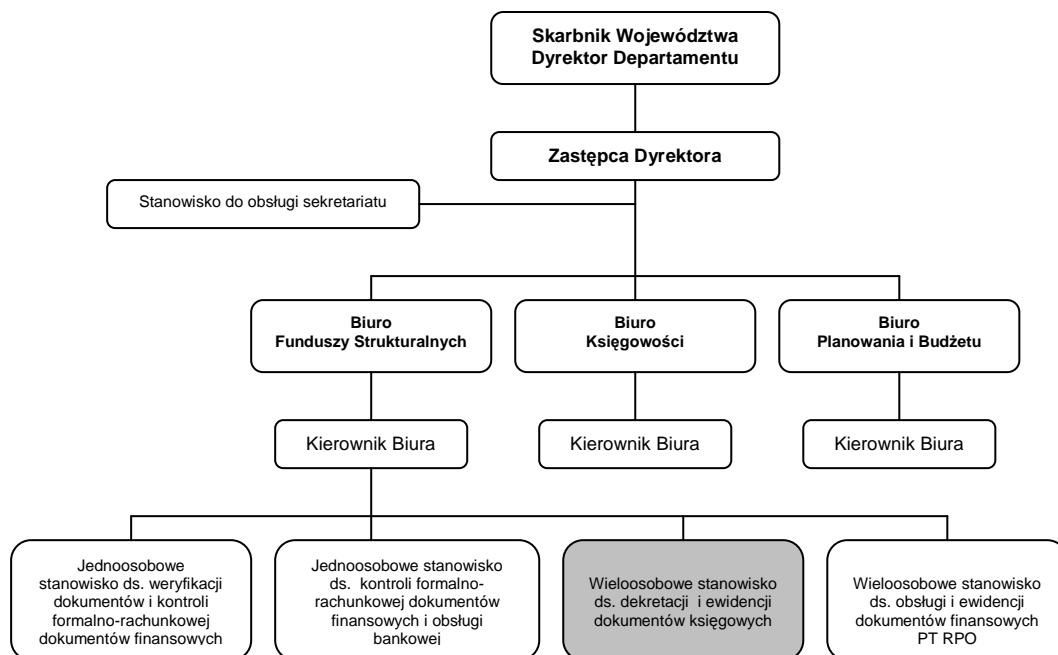 Skarbnik Województwa
Dyrektor Departamentu
Zastępca Dyrektora
Stanowisko do obsługi sekretariatu
Biuro
Funduszy Strukturalnych
Biuro
Księgowości
Biuro
Planowania i Budżetu
Kierownik Biura
Kierownik Biura
Kierownik Biura
Jednoosobowe
stanowisko ds. weryfikacji
dokumentów i kontroli
formalno-rachunkowej
dokumentów finansowych
Jednoosobowe stanowisko
ds. kontroli formalno-
rachunkowej dokumentów
finansowych i obsługi
bankowej
Wieloosobowe stanowisko
ds. dekretacji i ewidencji
dokumentów księgowych
Wieloosobowe stanowisko
ds. obsługi i ewidencji
dokumentów finansowych
PT RPO